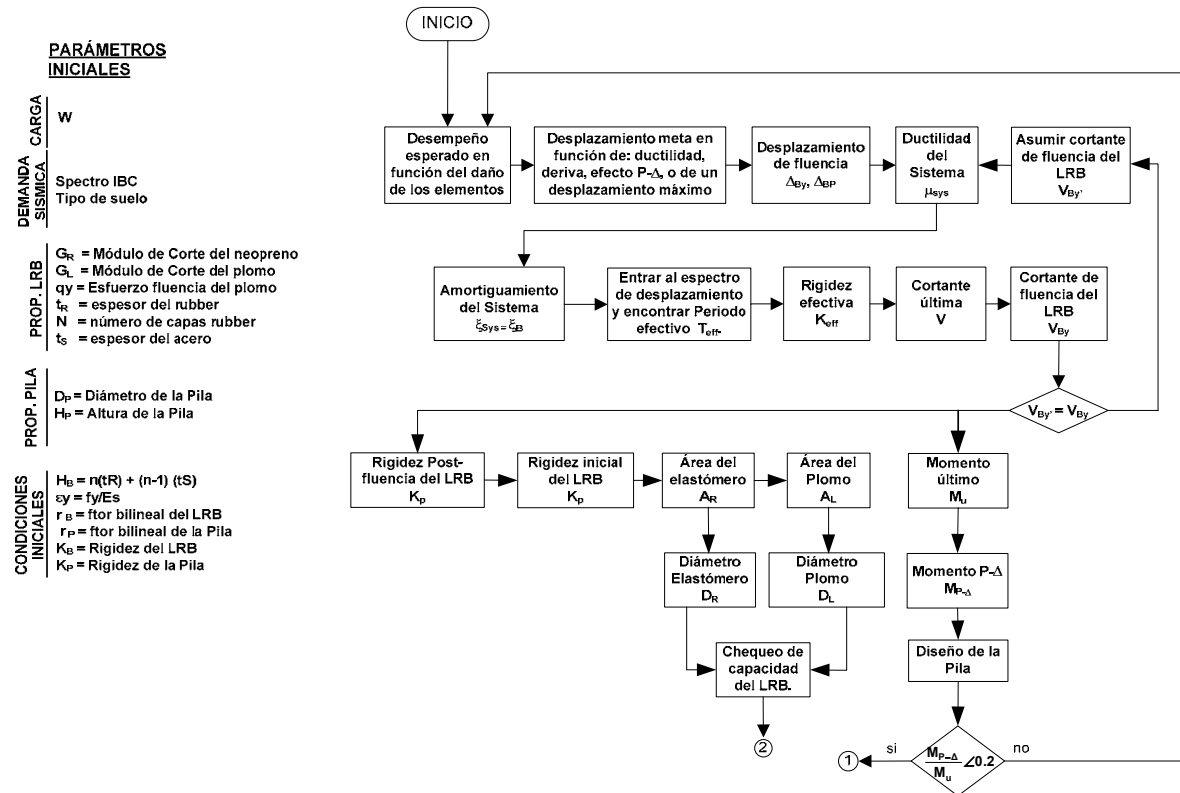 INICIO
PARÁMETROS
INICIALES
CARGA
W
DEMANDA
SISMICA
Spectro IBC
Tipo de suelo
PROP. LRB
G_R = Módulo de Corte del neopreno
G_L = Módulo de Corte del plomo
qy = Esfuerzo fluencia del plomo
t_R = espesor del rubber
N = número de capas rubber
t_S = espesor del acero
PROP. PILA
D_P = Diámetro de la Pila
H_P = Altura de la Pila
CONDICIONES
INICIALES
H_B = n(tR) + (n-1) (tS)
εy = fy/Es
r_B = ftor bilineal del LRB
r_P = ftor bilineal de la Pila
K_B = Rigidez del LRB
K_P = Rigidez de la Pila
Desempeño
esperado en
función del daño
de los elementos
Desplazamiento meta en
función de: ductilidad,
deriva, efecto P-Δ, o de un
desplazamiento máximo
Desplazamiento
de fluencia
Δ_By, Δ_BP
Ductilidad
del
Sistema
μ_sys
Asumir cortante
de fluencia del
LRB
V_By'
Amortiguamiento
del Sistema
ξ_Sys = ξ_B
Entrar al espectro
de desplazamiento
y encontrar Periodo
efectivo T_eff.
Rigidez
efectiva
K_eff
Cortante
última
V
Cortante de
fluencia del
LRB
V_By
V_By' = V_By
Rigidez Post-
fluencia del LRB
K_p
Rigidez inicial
del LRB
K_p
Área del
elastómero
A_R
Área del
Plomo
A_L
Momento
último
M_u
Diámetro
Elastómero
D_R
Diámetro
Plomo
D_L
Momento P-Δ
M_P-Δ
Chequeo de
capacidad
del LRB.
Diseño de la
Pila
2
1
si
M_P-Δ
∠0.2
M_u
no